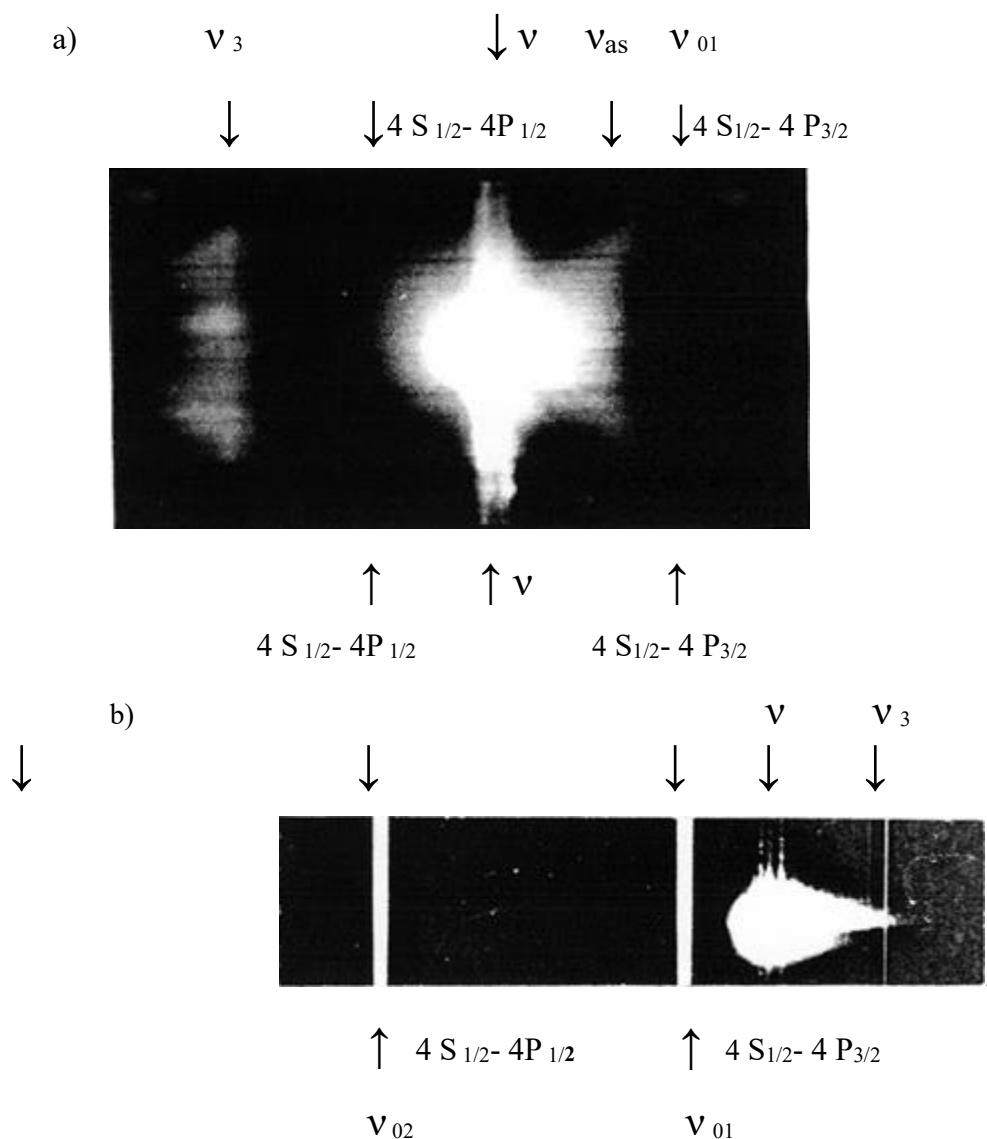 a) ν 3 ↓ ν νas ν 01
↓ ↓ 4 S 1/2- 4P 1/2 ↓ ↓ 4 S1/2- 4 P3/2
↑ ↑ ν ↑
4 S 1/2- 4P 1/2 4 S1/2- 4 P3/2
b) ν ν 3
↓ ↓ ↓ ↓ ↓
↑ 4 S 1/2- 4P 1/2 ↑ 4 S1/2- 4 P3/2
ν 02 ν 01